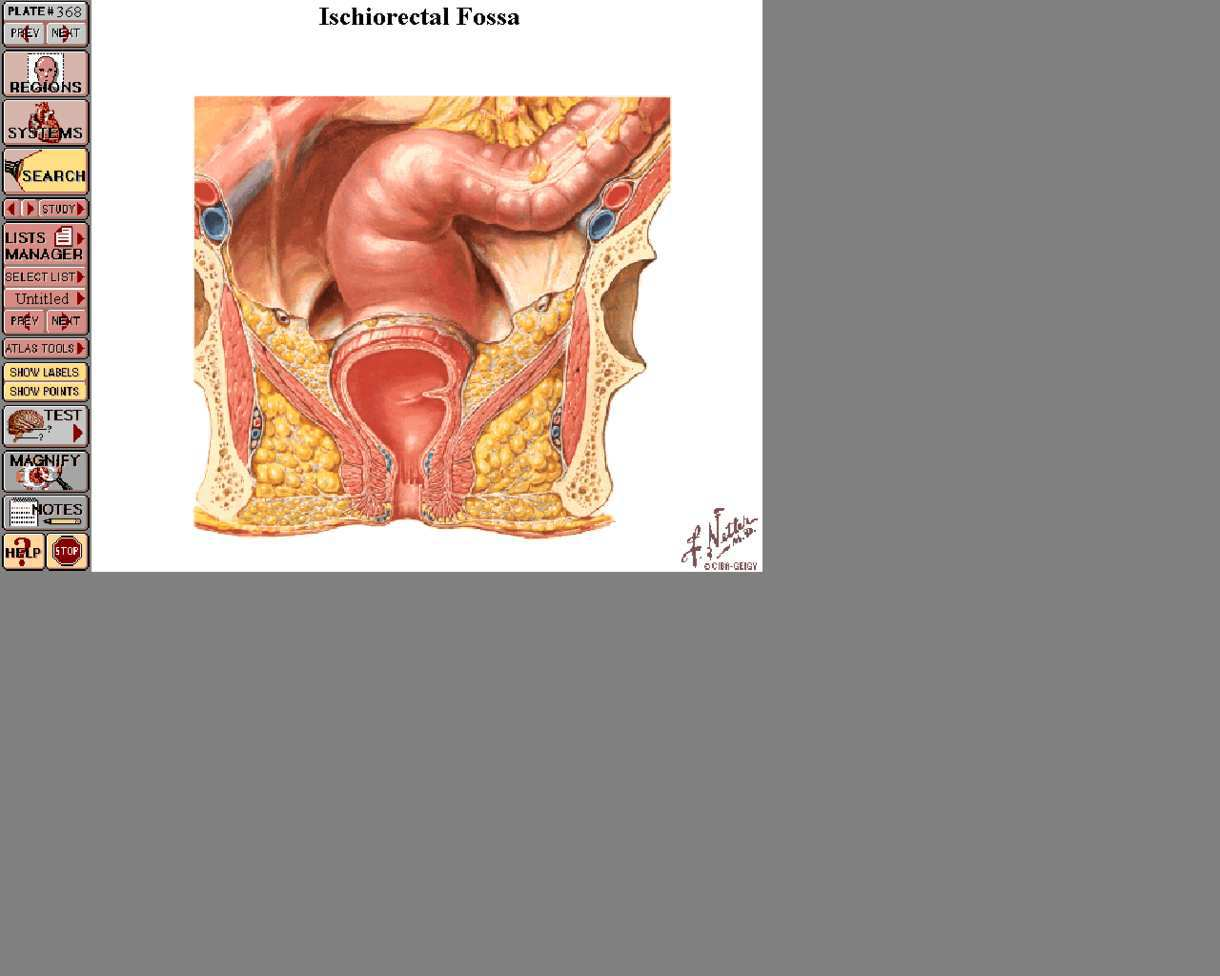 PLATE # 368
PREV NEXT
Ischiorectal Fossa
REGIONS
SYSTEMS
SEARCH
STUDY
LISTS
MANAGER
SELECT LIST
Untitled
PREV NEXT
ATLAS TOOLS
SHOW LABELS
SHOW POINTS
TEST
MAGNIFY
NOTES
HELP STOP
F. Netter
M.D.
© CIBA-GEIGY